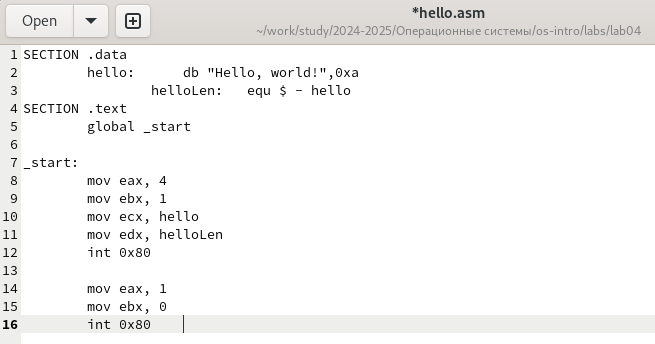 Open
*hello.asm
~/work/study/2024-2025/Операционные системы/os-intro/labs/lab04
1 SECTION .data
2 hello: db "Hello, world!",0xa
3 helloLen: equ $ - hello
4 SECTION .text
5 global _start
6
7 _start:
8 mov eax, 4
9 mov ebx, 1
10 mov ecx, hello
11 mov edx, helloLen
12 int 0x80
13
14 mov eax, 1
15 mov ebx, 0
16 int 0x80